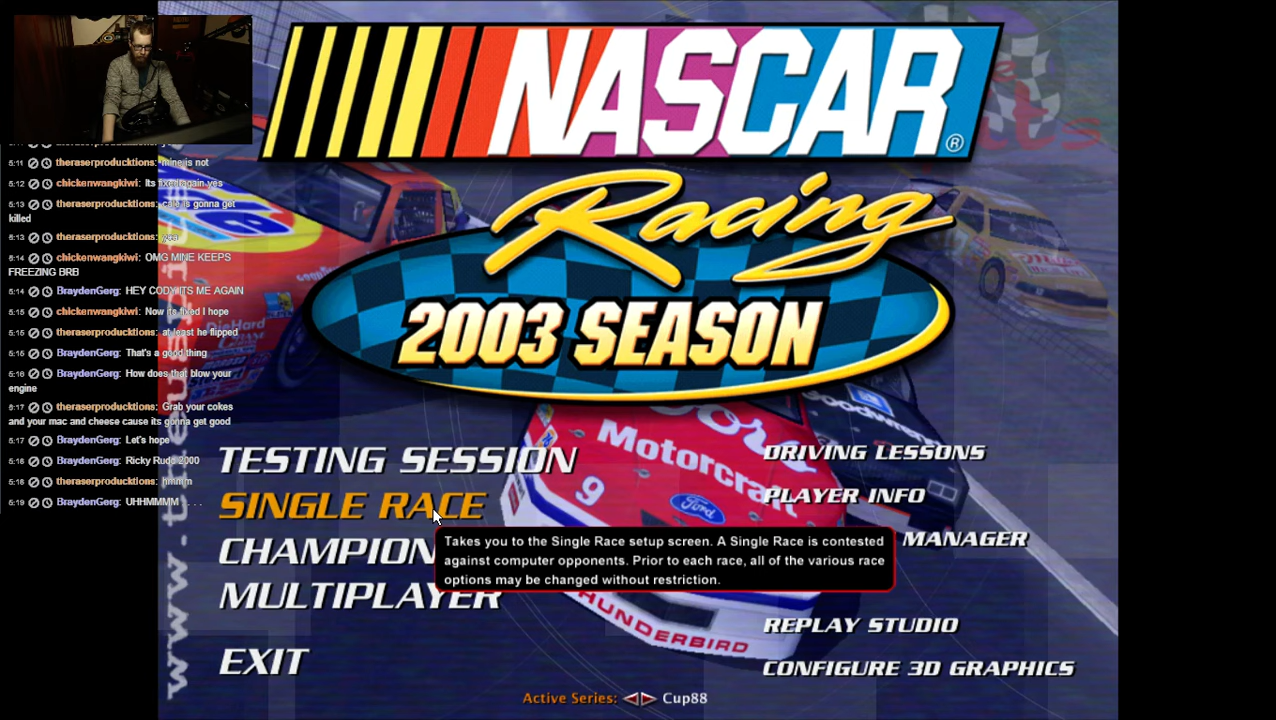 NASCAR
®
Racing
2003 SEASON
5:11 theraserproducktions: mine is not
5:12 chickenwangkiwi: Its fixed again yes
5:13 theraserproducktions: cale is gonna get
killed
5:13 theraserproducktions: yea
5:14 chickenwangkiwi: OMG MINE KEEPS
FREEZING BRB
5:14 BraydenGerg: HEY CODY ITS ME AGAIN
5:15 chickenwangkiwi: Now its fixed I hope
5:15 theraserproducktions: at least he flipped
5:15 BraydenGerg: That's a good thing
5:16 BraydenGerg: How does that blow your
engine
5:17 theraserproducktions: Grab your cokes
and your mac and cheese cause its gonna get good
5:17 BraydenGerg: Let's hope
5:18 BraydenGerg: Ricky Rudd 2000
5:18 theraserproducktions: hmmm
5:19 BraydenGerg: UHHMMMM . . . .
DieHard
Goodwrench
Motorcraft
9
Ford
THUNDERBIRD
TESTING SESSION
SINGLE RACE
CHAMPION
MULTIPLAYER
EXIT
DRIVING LESSONS
PLAYER INFO
MANAGER
REPLAY STUDIO
CONFIGURE 3D GRAPHICS
Takes you to the Single Race setup screen. A Single Race is contested
against computer opponents. Prior to each race, all of the various race
options may be changed without restriction.
Active Series: Cup88